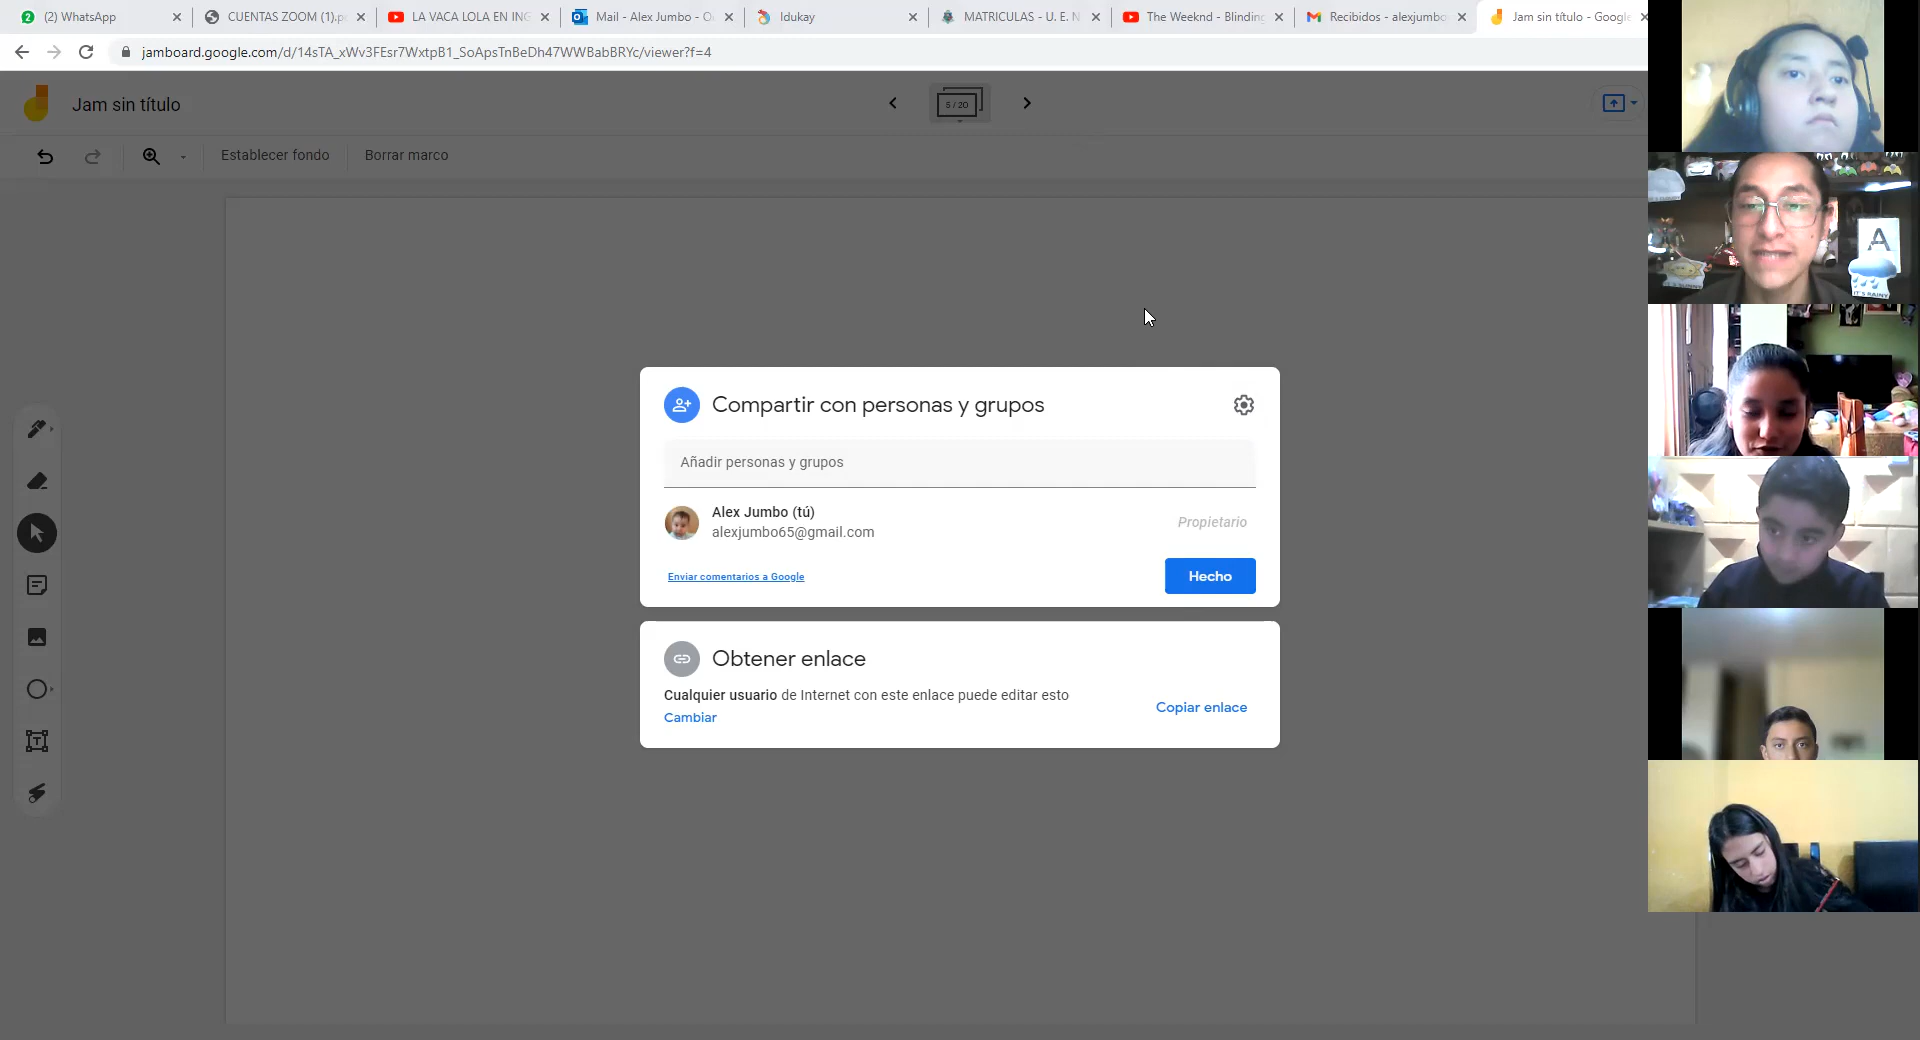 (2) WhatsApp
CUENTAS ZOOM (1).p
LA VACA LOLA EN ING
Mail - Alex Jumbo - O
Idukay
MATRICULAS - U. E. N
The Weeknd - Blinding
Recibidos - alexjumbo
Jam sin título - Google
jamboard.google.com/d/14sTA_xWv3FEsr7WxtpB1_SoApsTnBeDh47WWBabBRYc/viewer?f=4
Jam sin título
5 / 20
Establecer fondo
Borrar marco
Compartir con personas y grupos
Añadir personas y grupos
Alex Jumbo (tú)
alexjumbo65@gmail.com
Propietario
Enviar comentarios a Google
Hecho
Obtener enlace
Cualquier usuario de Internet con este enlace puede editar esto
Cambiar
Copiar enlace
A
IT'S RAINY